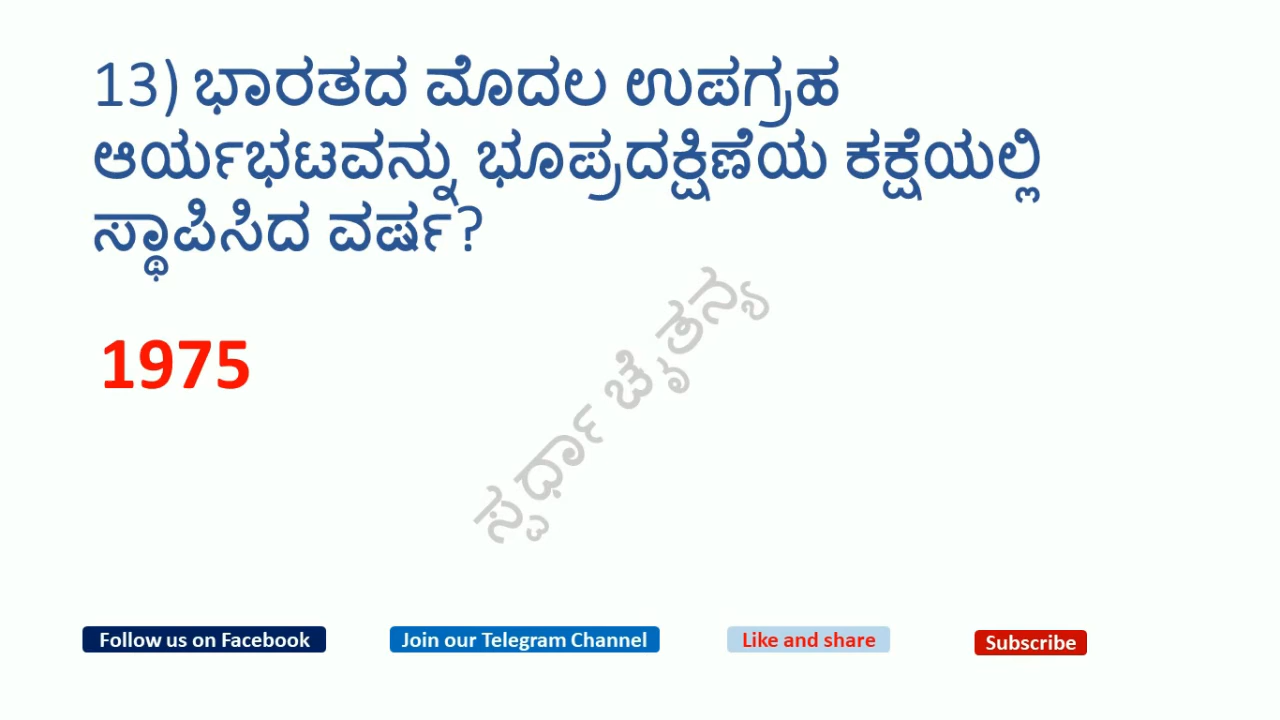 13) ಭಾರತದ ಮೊದಲ ಉಪಗ್ರಹ
ಆರ್ಯಭಟವನ್ನು ಭೂಪ್ರದಕ್ಷಿಣೆಯ ಕಕ್ಷೆಯಲ್ಲಿ
ಸ್ಥಾಪಿಸಿದ ವರ್ಷ?
1975
ಸ್ಪರ್ಧಾ ಚೈತನ್ಯ
Follow us on Facebook
Join our Telegram Channel
Like and share
Subscribe